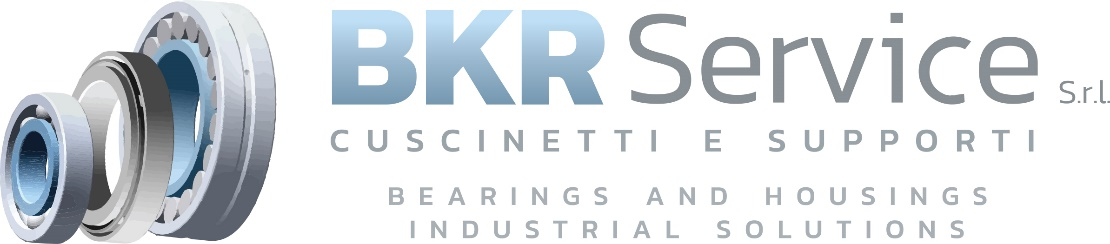 BKR Service S.r.l.
CUSCINETTI E SUPPORTI
BEARINGS AND HOUSINGS
INDUSTRIAL SOLUTIONS